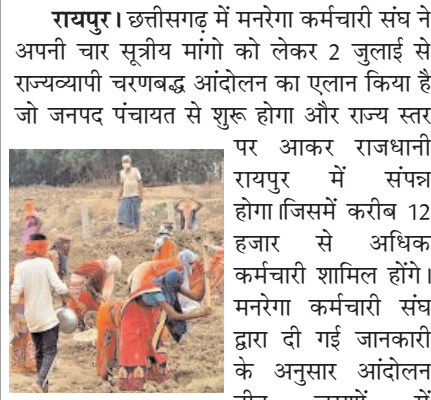 रायपुर। छत्तीसगढ़ में मनरेगा कर्मचारी संघ ने
अपनी चार सूत्रीय मांगो को लेकर 2 जुलाई से
राज्यव्यापी चरणबद्ध आंदोलन का एलान किया है
जो जनपद पंचायत से शुरू होगा और राज्य स्तर
पर आकर राजधानी
रायपुर में संपन्न
होगा।जिसमें करीब 12
हजार से अधिक
कर्मचारी शामिल होंगे।
मनरेगा कर्मचारी संघ
द्वारा दी गई जानकारी
के अनुसार आंदोलन